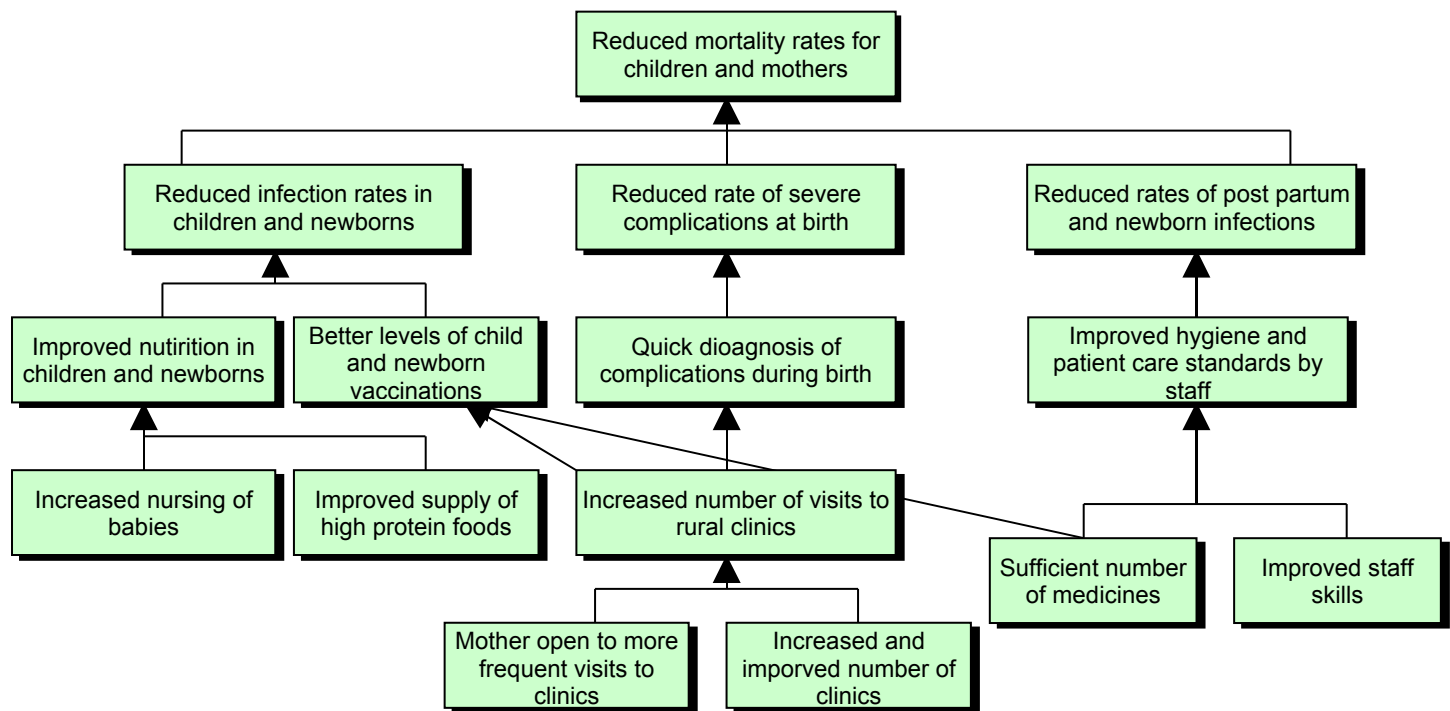 Reduced mortality rates for
children and mothers
Reduced infection rates in
children and newborns
Reduced rate of severe
complications at birth
Reduced rates of post partum
and newborn infections
Improved nutirition in
children and newborns
Better levels of child
and newborn
vaccinations
Quick dioagnosis of
complications during birth
Improved hygiene and
patient care standards by
staff
Increased nursing of
babies
Improved supply of
high protein foods
Increased number of visits to
rural clinics
Sufficient number
of medicines
Improved staff
skills
Mother open to more
frequent visits to
clinics
Increased and
imporved number of
clinics